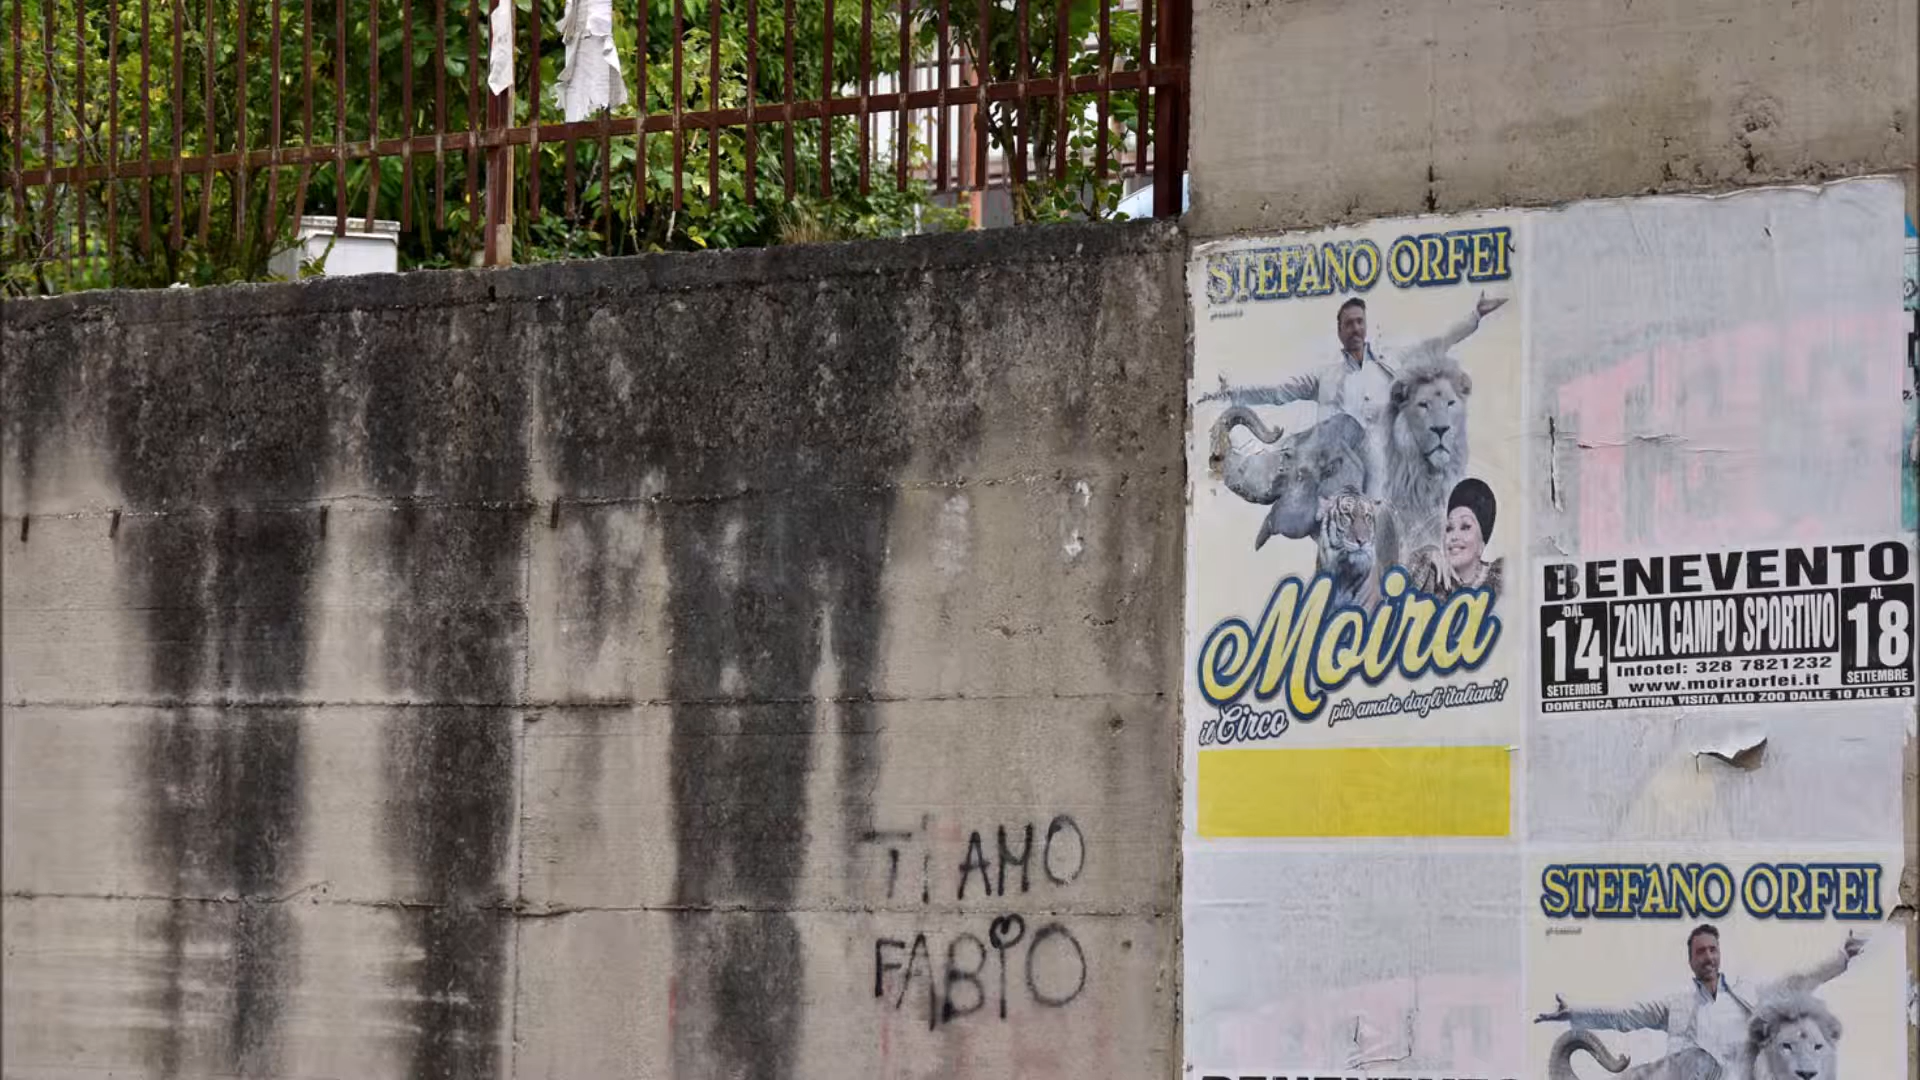 TI AMO
FABIO
STEFANO ORFEI
presenta
Moira
il Circo più amato dagli italiani!
BENEVENTO
DAL 14 SETTEMBRE
ZONA CAMPO SPORTIVO
Infotel: 328 7821232
www.moiraorfei.it
AL 18 SETTEMBRE
DOMENICA MATTINA VISITA ALLO ZOO DALLE 10 ALLE 13
STEFANO ORFEI